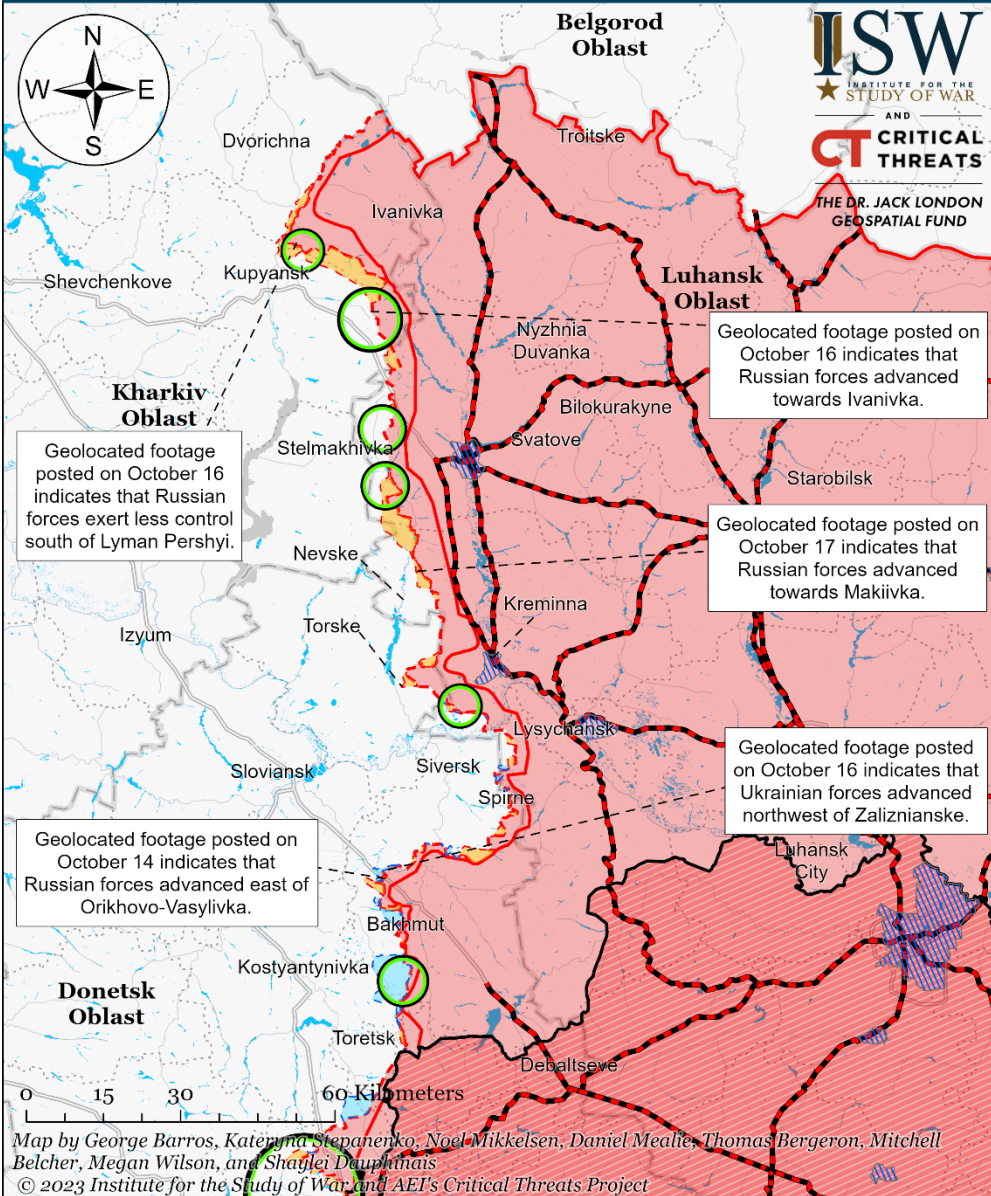 N
W
E
S
Belgorod
Oblast
ISW
INSTITUTE FOR THE
STUDY OF WAR
AND
CT CRITICAL
THREATS
THE DR. JACK LONDON
GEOSPATIAL FUND
Dvorichna
Troitske
Ivanivka
Kupyansk
Shevchenkove
Luhansk
Oblast
Nyzhnia
Duvanka
Geolocated footage posted on
October 16 indicates that
Russian forces advanced
towards Ivanivka.
Kharkiv
Oblast
Bilokurakyne
Svatove
Stelmakhivka
Geolocated footage
posted on October 16
indicates that Russian
forces exert less control
south of Lyman Pershyi.
Starobilsk
Geolocated footage posted on
October 17 indicates that
Russian forces advanced
towards Makiivka.
Nevske
Kreminna
Torske
Izyum
Lysychansk
Siversk
Sloviansk
Spirne
Geolocated footage posted
on October 16 indicates that
Ukrainian forces advanced
northwest of Zaliznianske.
Geolocated footage posted on
October 14 indicates that
Russian forces advanced east of
Orikhovo-Vasylivka.
Luhansk
City
Bakhmut
Kostyantynivka
Donetsk
Oblast
Toretsk
Debaltseve
0 15 30 60 Kilometers
Map by George Barros, Kateryna Stepanenko, Noel Mikkelsen, Daniel Mealie, Thomas Bergeron, Mitchell
Belcher, Megan Wilson, and Shaylei Dauphinais
© 2023 Institute for the Study of War and AEI's Critical Threats Project